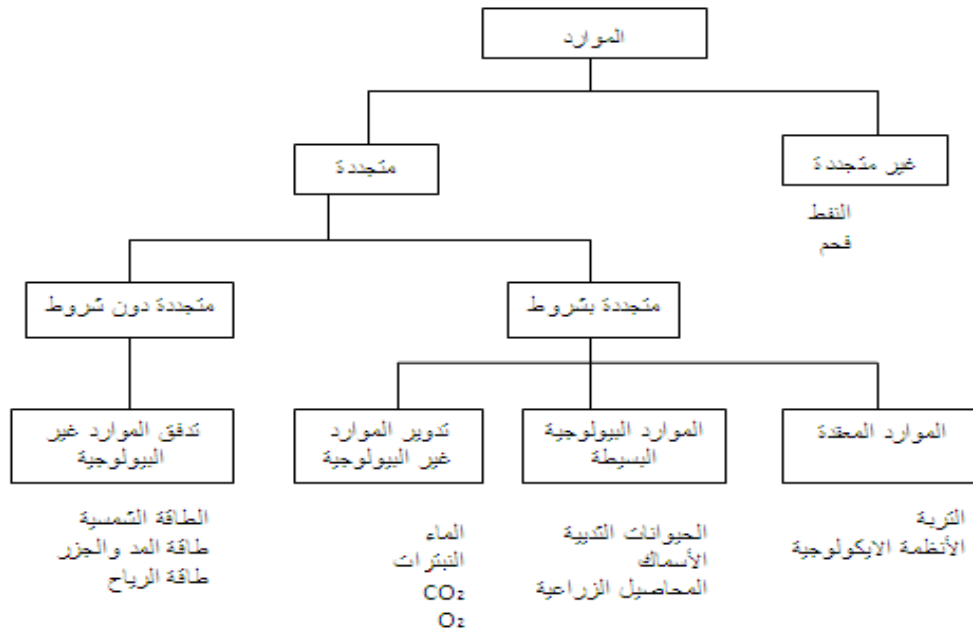 الموارد
غير متجددة
متجددة
النفط
فحم
متجددة بشروط
متجددة دون شروط
الموارد المعقدة
الموارد البيولوجية
البسيطة
تدوير الموارد
غير البيولوجية
تدفق الموارد غير
البيولوجية
التربة
الأنظمة الايكولوجية
الحيوانات الثديية
الأسماك
المحاصيل الزراعية
الماء
النيترات
CO₂
O₂
الطاقة الشمسية
طاقة المد والجزر
طاقة الرياح